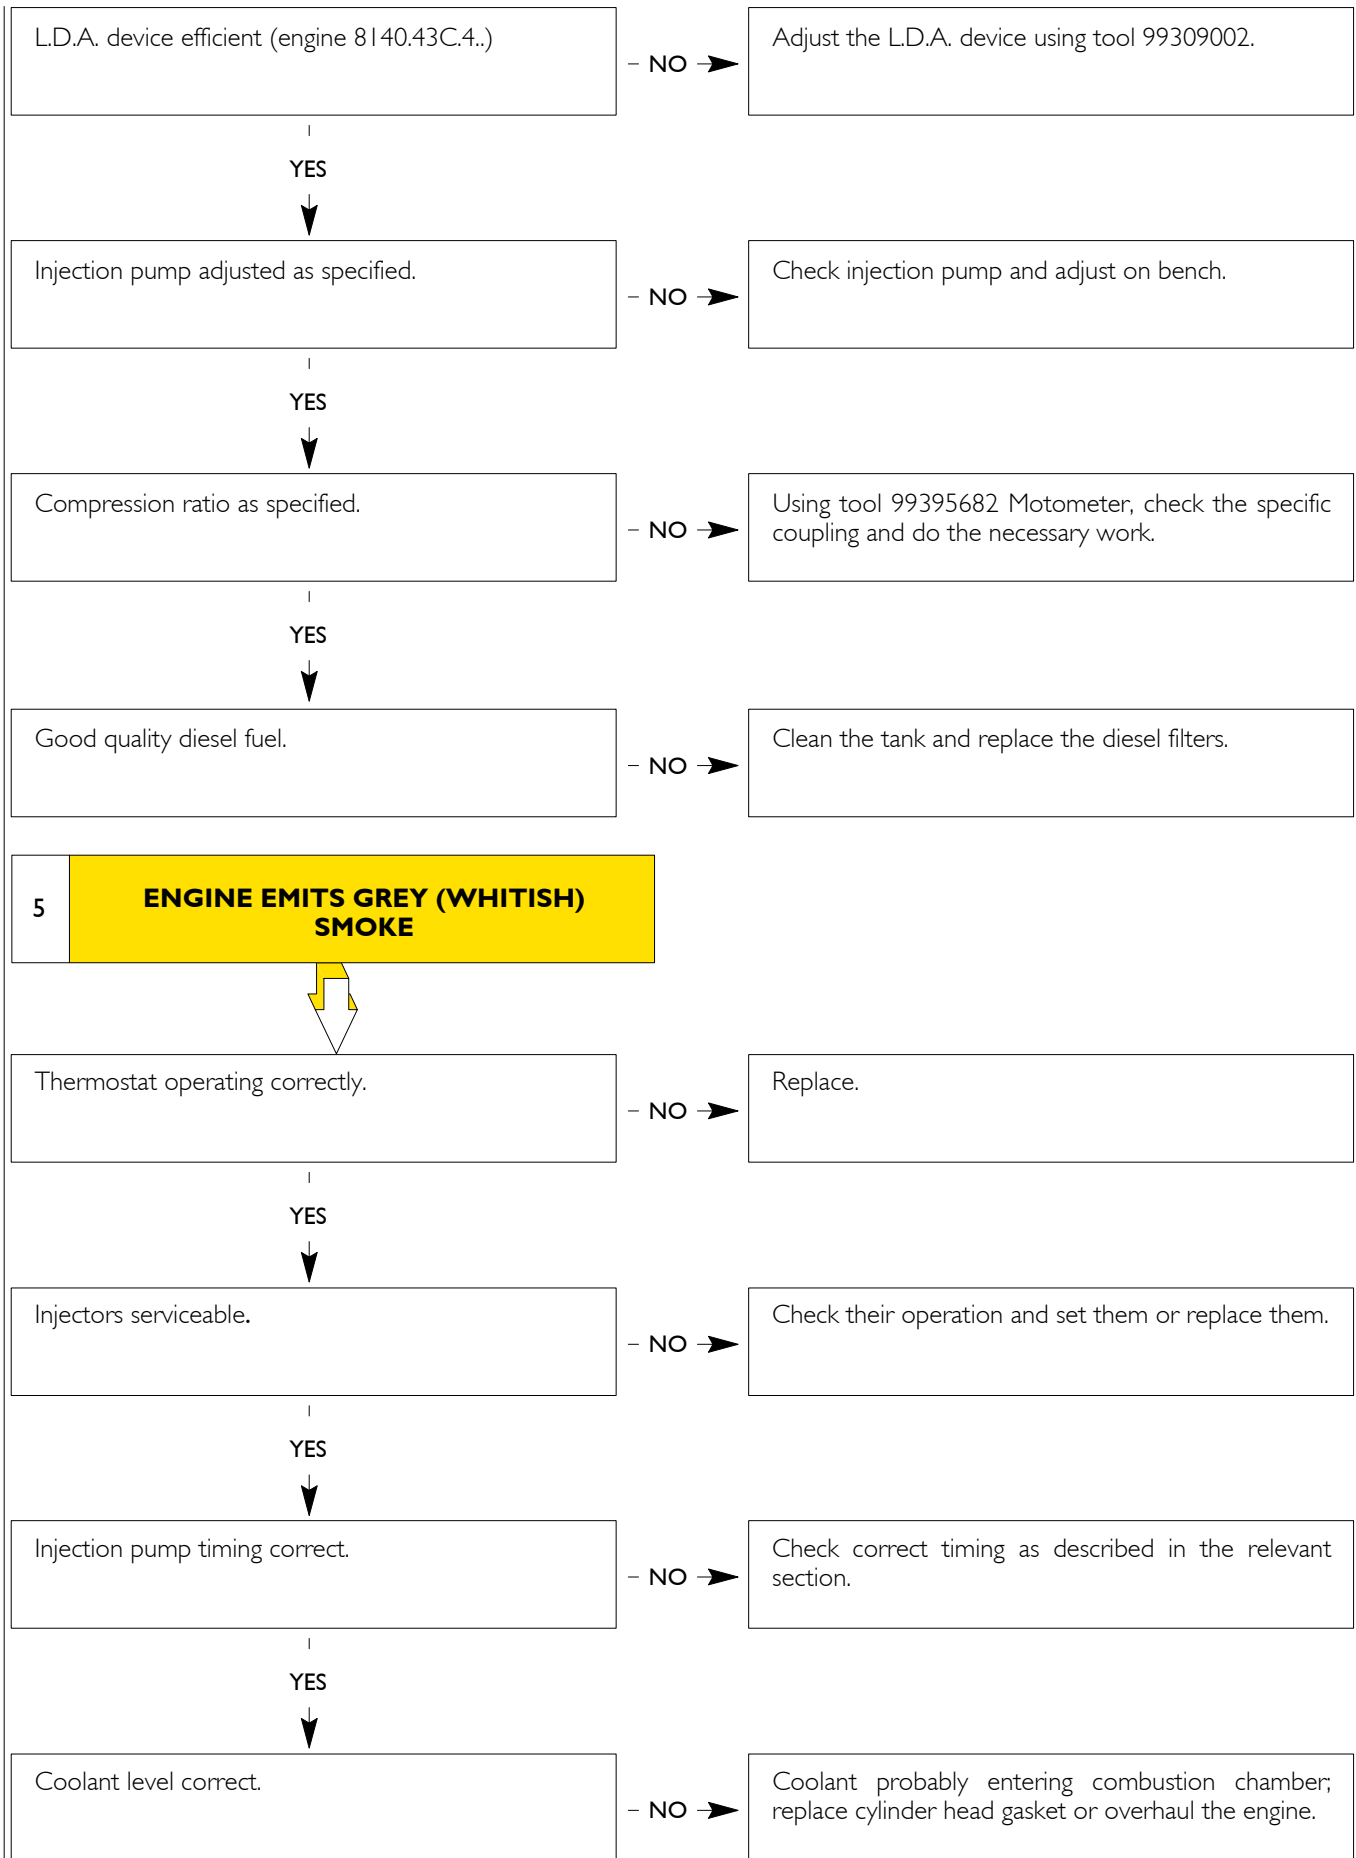 L.D.A. device efficient (engine 8140.43C.4..)
– NO
Adjust the L.D.A. device using tool 99309002.
YES
Injection pump adjusted as specified.
– NO
Check injection pump and adjust on bench.
YES
Compression ratio as specified.
– NO
Using tool 99395682 Motometer, check the specific
coupling and do the necessary work.
YES
Good quality diesel fuel.
– NO
Clean the tank and replace the diesel filters.
5
ENGINE EMITS GREY (WHITISH)
SMOKE
Thermostat operating correctly.
– NO
Replace.
YES
Injectors serviceable.
– NO
Check their operation and set them or replace them.
YES
Injection pump timing correct.
– NO
Check correct timing as described in the relevant
section.
YES
Coolant level correct.
– NO
Coolant probably entering combustion chamber;
replace cylinder head gasket or overhaul the engine.